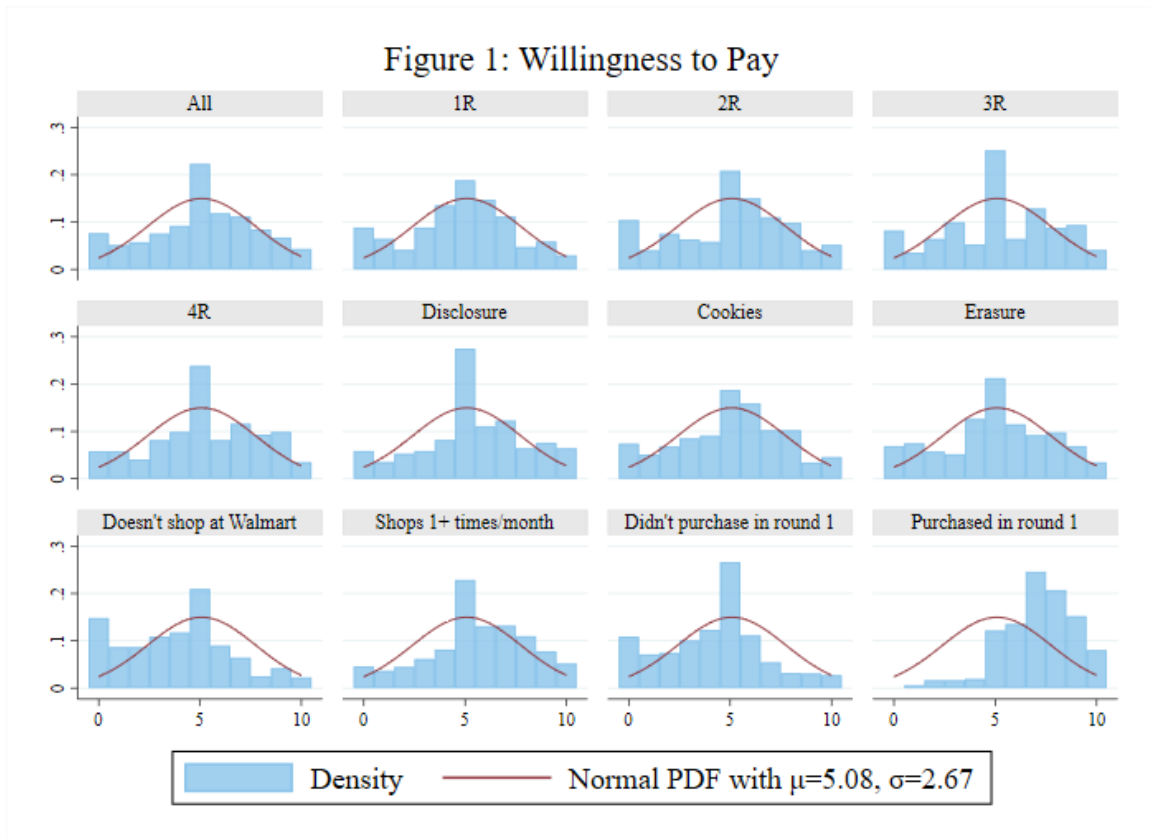 Figure 1: Willingness to Pay
All 1R 2R 3R
.3
.2
.1
0
4R Disclosure Cookies Erasure
.3
.2
.1
0
Doesn't shop at Walmart Shops 1+ times/month Didn't purchase in round 1 Purchased in round 1
.3
.2
.1
0
0 5 10 0 5 10 0 5 10 0 5 10
Density Normal PDF with μ=5.08, σ=2.67